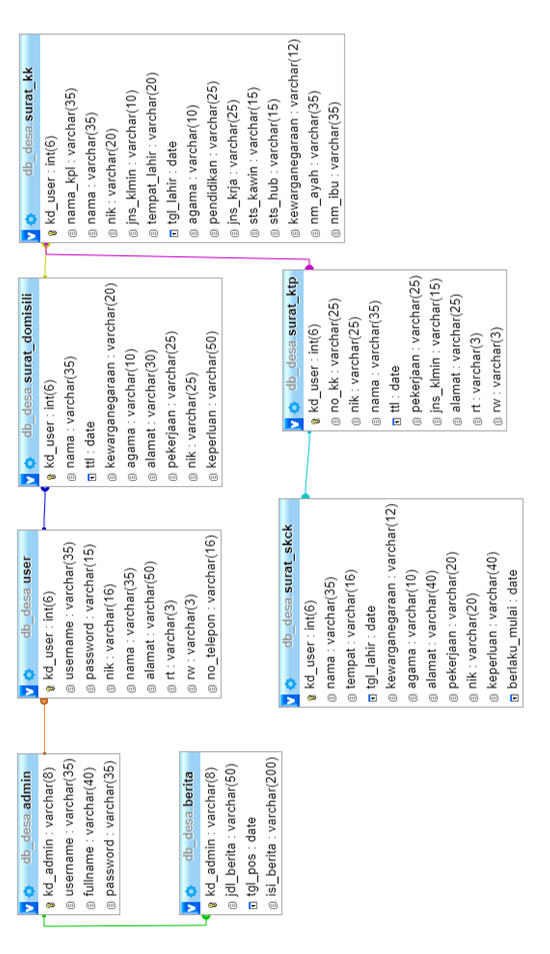 db_desa admin
kd_admin : varchar(8)
username : varchar(35)
fullname : varchar(40)
password : varchar(35)
db_desa berita
kd_admin : varchar(8)
jdl_berita : varchar(50)
tgl_pos : date
isi_berita : varchar(200)
db_desa user
kd_user : int(6)
username : varchar(35)
password : varchar(15)
nik : varchar(16)
nama : varchar(35)
alamat : varchar(50)
rt : varchar(3)
rw : varchar(3)
no_telepon : varchar(16)
db_desa surat_skck
kd_user : int(6)
nama : varchar(35)
tempat : varchar(16)
tgl_lahir : date
kewarganegaraan : varchar(12)
agama : varchar(10)
alamat : varchar(40)
pekerjaan : varchar(20)
nik : varchar(20)
keperluan : varchar(40)
berlaku_mulai : date
db_desa surat_domisili
kd_user : int(6)
nama : varchar(35)
ttl : date
kewarganegaraan : varchar(20)
agama : varchar(10)
alamat : varchar(30)
pekerjaan : varchar(25)
nik : varchar(25)
keperluan : varchar(50)
db_desa surat_ktp
kd_user : int(6)
no_kk : varchar(25)
nik : varchar(25)
nama : varchar(35)
ttl : date
pekerjaan : varchar(25)
jns_klmin : varchar(15)
alamat : varchar(25)
rt : varchar(3)
rw : varchar(3)
db_desa surat_kk
kd_user : int(6)
nama_kpl : varchar(35)
nama : varchar(35)
nik : varchar(20)
jns_klmin : varchar(10)
tempat_lahir : varchar(20)
tgl_lahir : date
agama : varchar(10)
pendidikan : varchar(25)
jns_krja : varchar(25)
sts_kawin : varchar(15)
sts_hub : varchar(15)
kewarganegaraan : varchar(12)
nm_ayah : varchar(35)
nm_ibu : varchar(35)